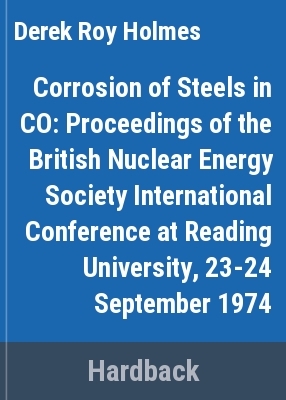 Derek Roy Holmes
Corrosion of Steels in
CO: Proceedings of the
British Nuclear Energy
Society International
Conference at Reading
University, 23-24
September 1974
Hardback